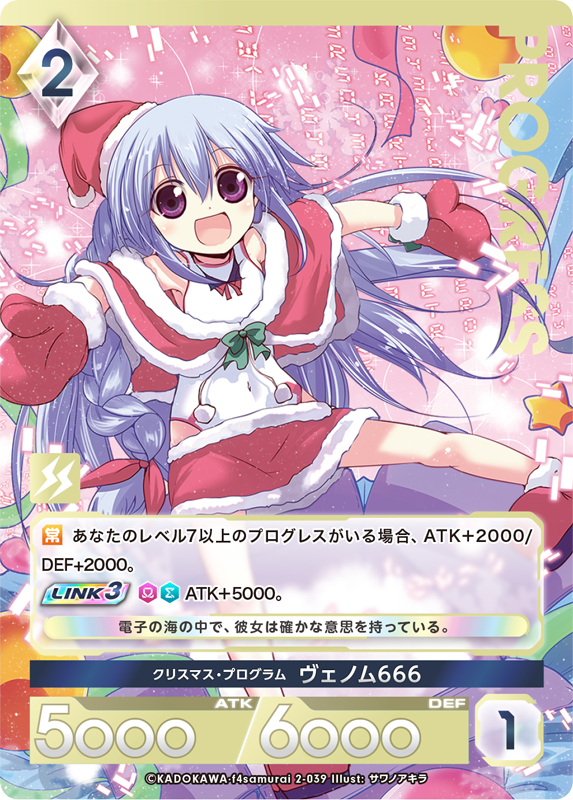 2
PROGRESS
常 あなたのレベル7以上のプログレスがいる場合、ATK+2000/
DEF+2000。
LINK3 Ω Σ ATK+5000。
電子の海の中で、彼女は確かな意思を持っている。
クリスマス・プログラム ヴェノム666
ATK DEF
5000/6000 1
©KADOKAWA-f4samurai 2-039 Illust: サワノアキラ